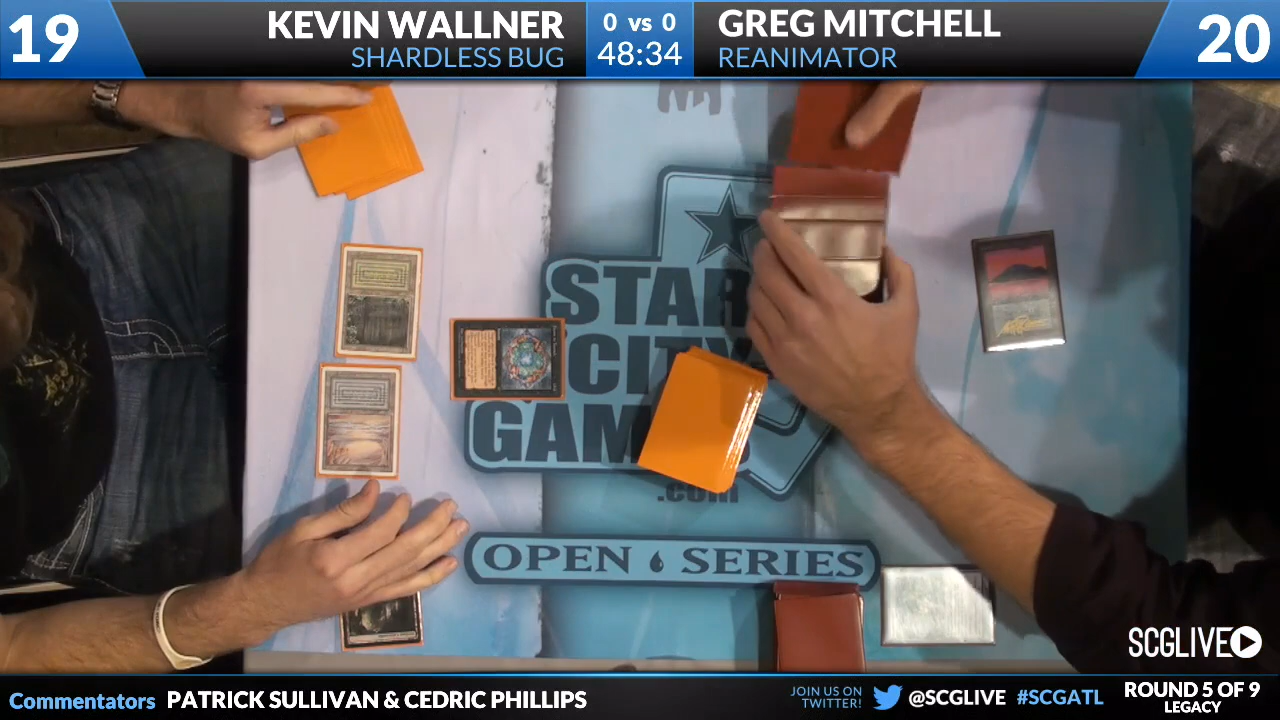 19
KEVIN WALLNER
SHARDLESS BUG
0 vs 0
48:34
GREG MITCHELL
REANIMATOR
20
STAR
CITY
GAM
.com
OPEN SERIES
SCGLIVE
Commentators PATRICK SULLIVAN & CEDRIC PHILLIPS
JOIN US ON
TWITTER!
@SCGLIVE #SCGATL
ROUND 5 OF 9
LEGACY